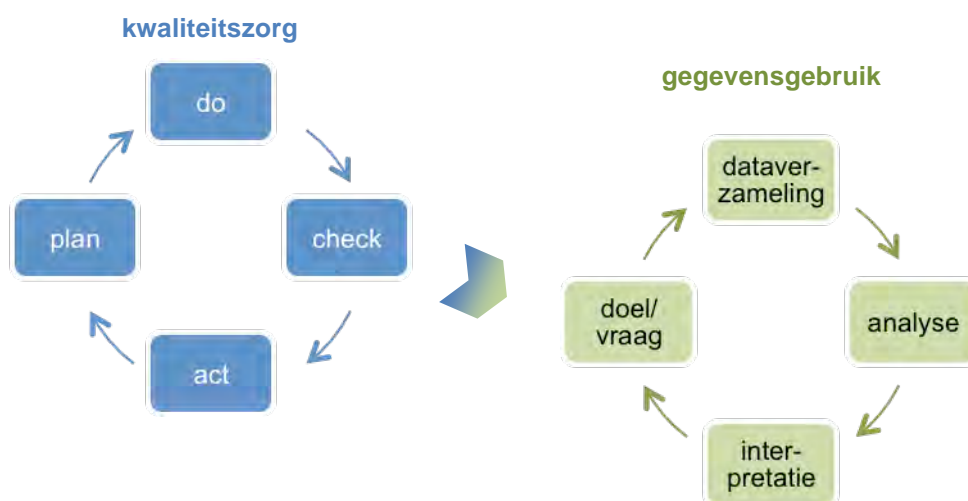 kwaliteitszorg
do
plan
check
act
gegevensgebruik
dataver-
zameling
doel/
vraag
analyse
inter-
pretatie